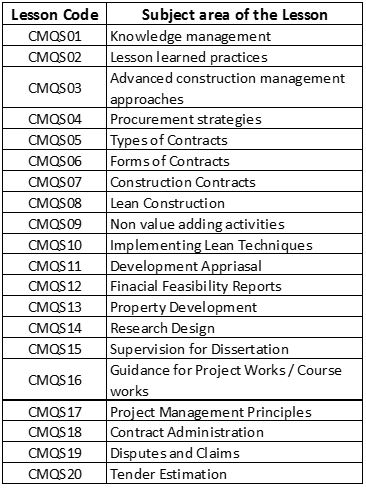 Lesson Code Subject area of the Lesson
CMQS01 Knowledge management
CMQS02 Lesson learned practices
CMQS03 Advanced construction management
approaches
CMQS04 Procurement strategies
CMQS05 Types of Contracts
CMQS06 Forms of Contracts
CMQS07 Construction Contracts
CMQS08 Lean Construction
CMQS09 Non value adding activities
CMQS10 Implementing Lean Techniques
CMQS11 Development Appriasal
CMQS12 Finacial Feasibility Reports
CMQS13 Property Development
CMQS14 Research Design
CMQS15 Supervision for Dissertation
CMQS16 Guidance for Project Works / Course
works
CMQS17 Project Management Principles
CMQS18 Contract Administration
CMQS19 Disputes and Claims
CMQS20 Tender Estimation